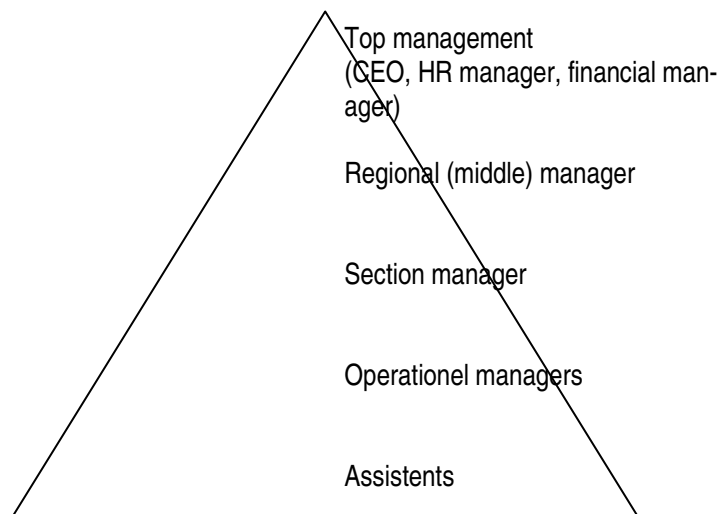 Top management
(CEO, HR manager, financial man-
ager)
Regional (middle) manager
Section manager
Operationel managers
Assistents